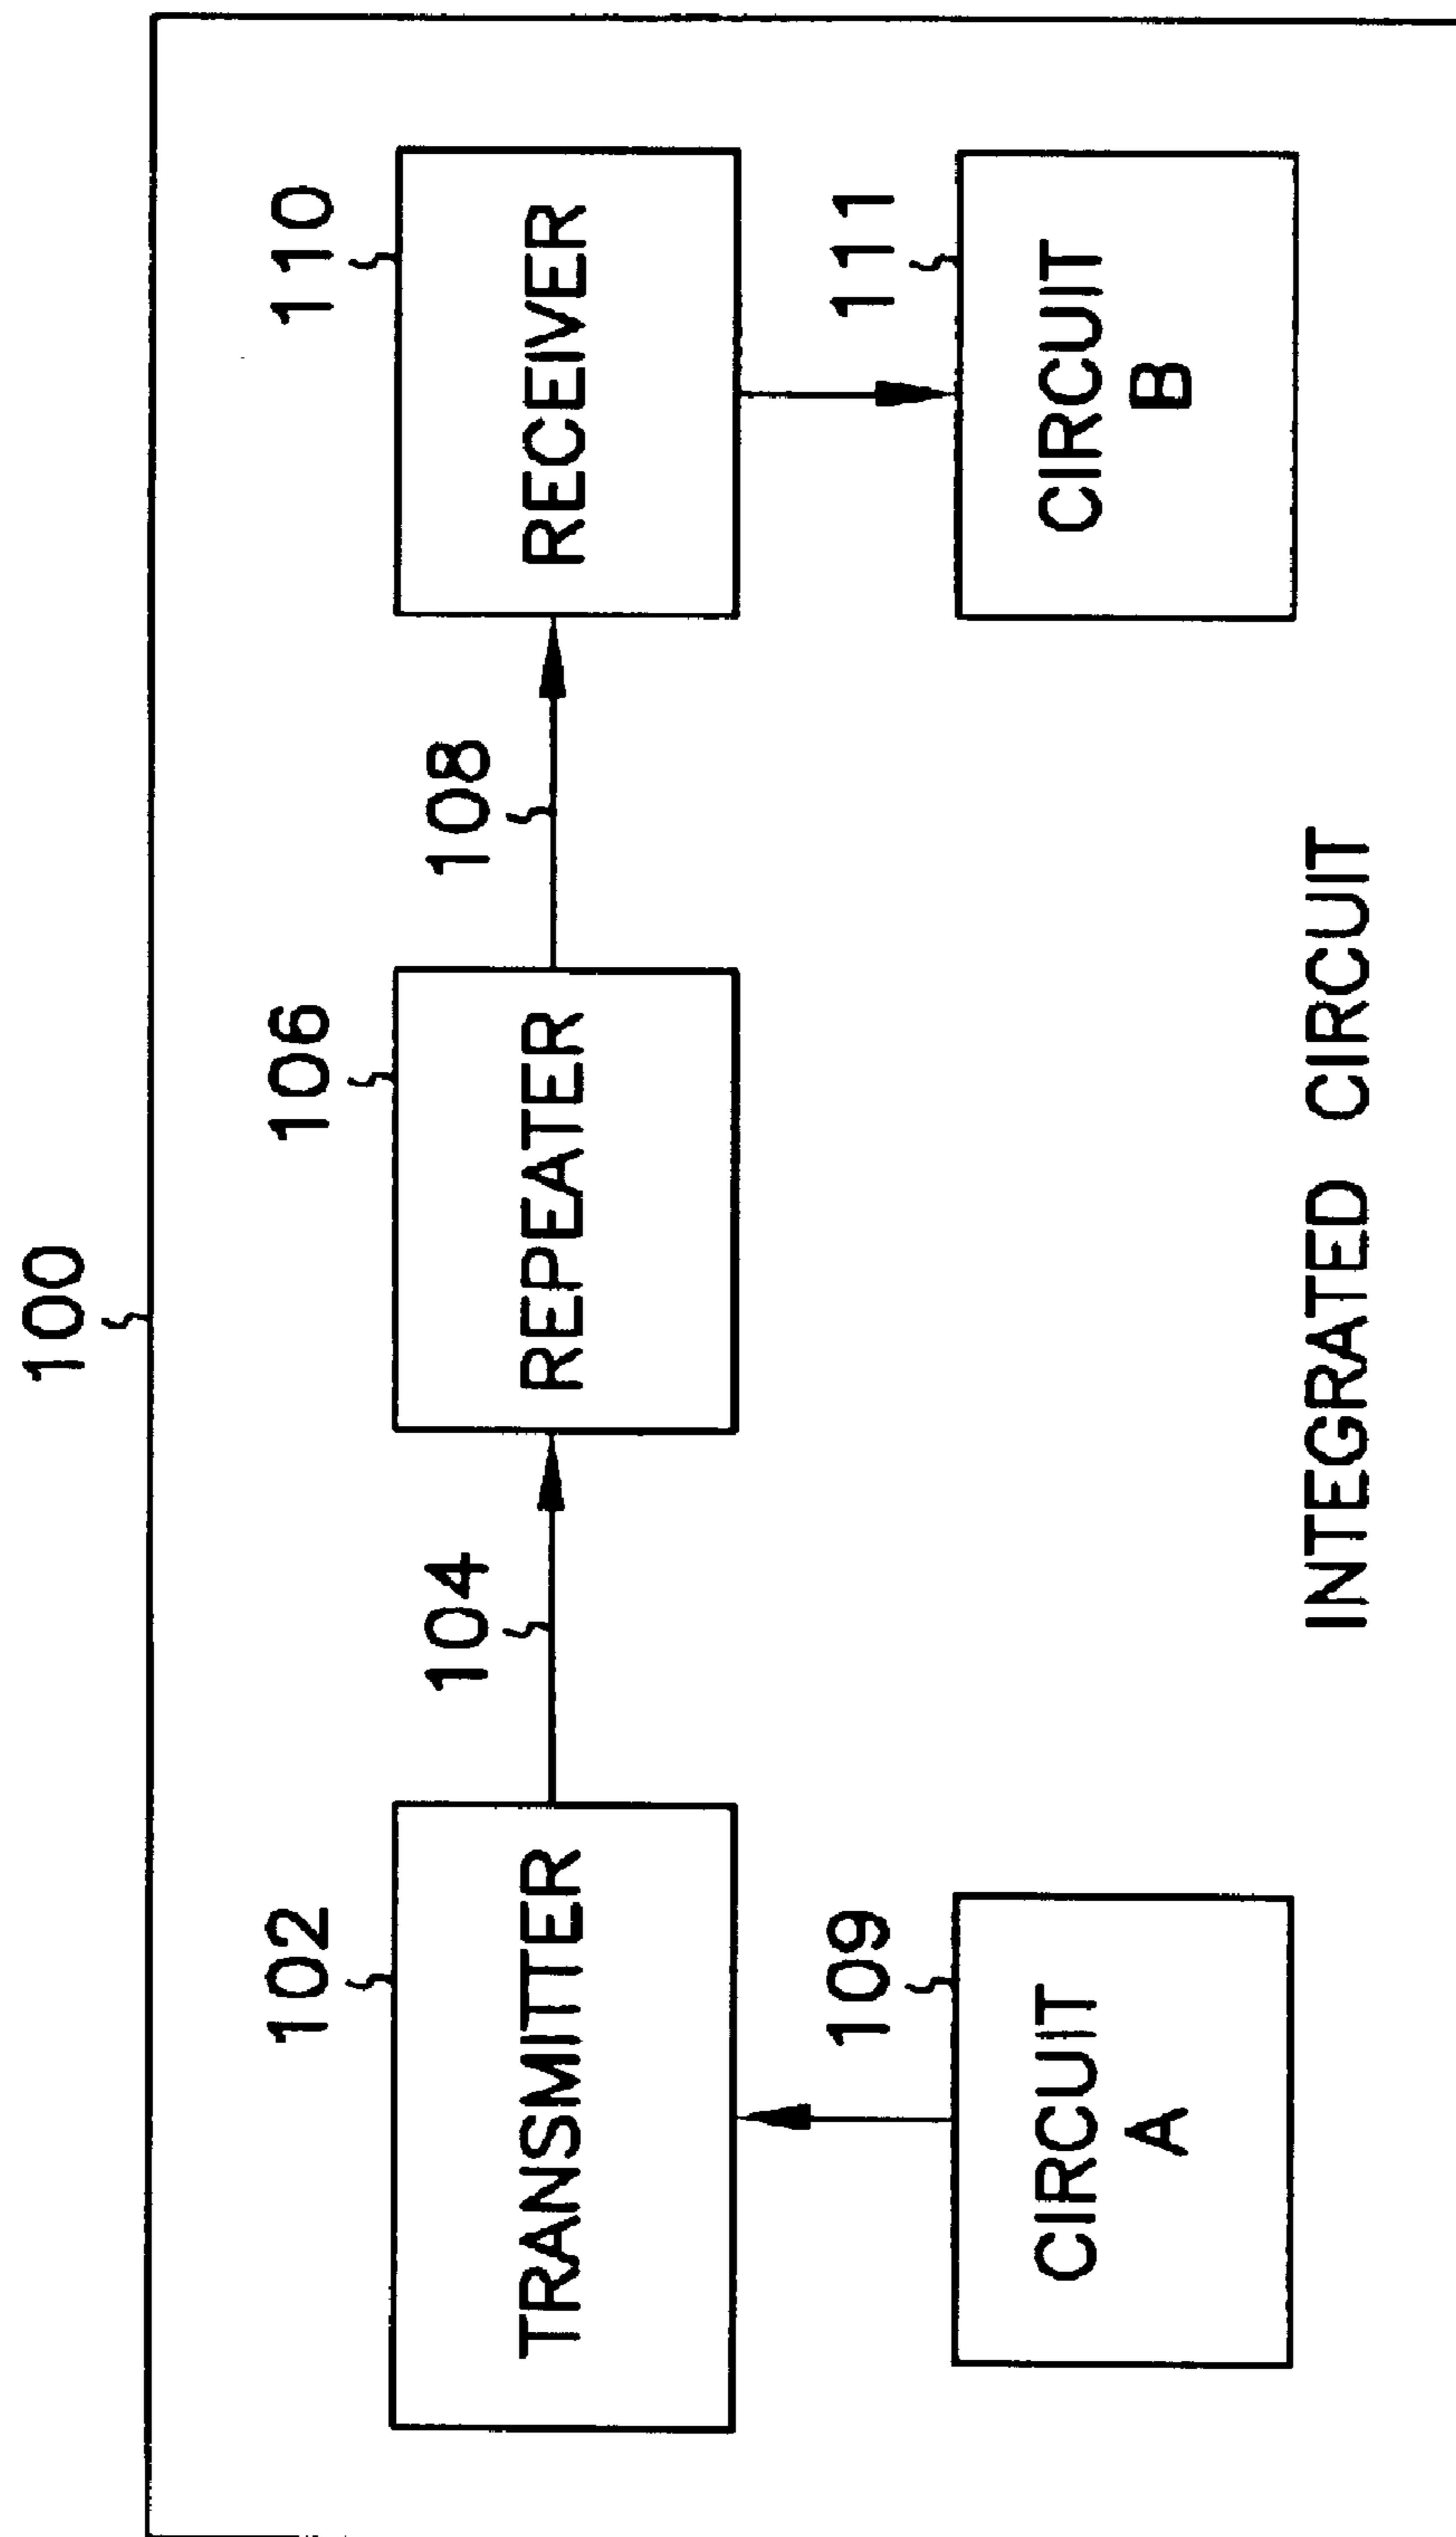 100
102
104
106
108
110
TRANSMITTER
REPEATER
RECEIVER
109
111
CIRCUIT
A
CIRCUIT
B
INTEGRATED CIRCUIT